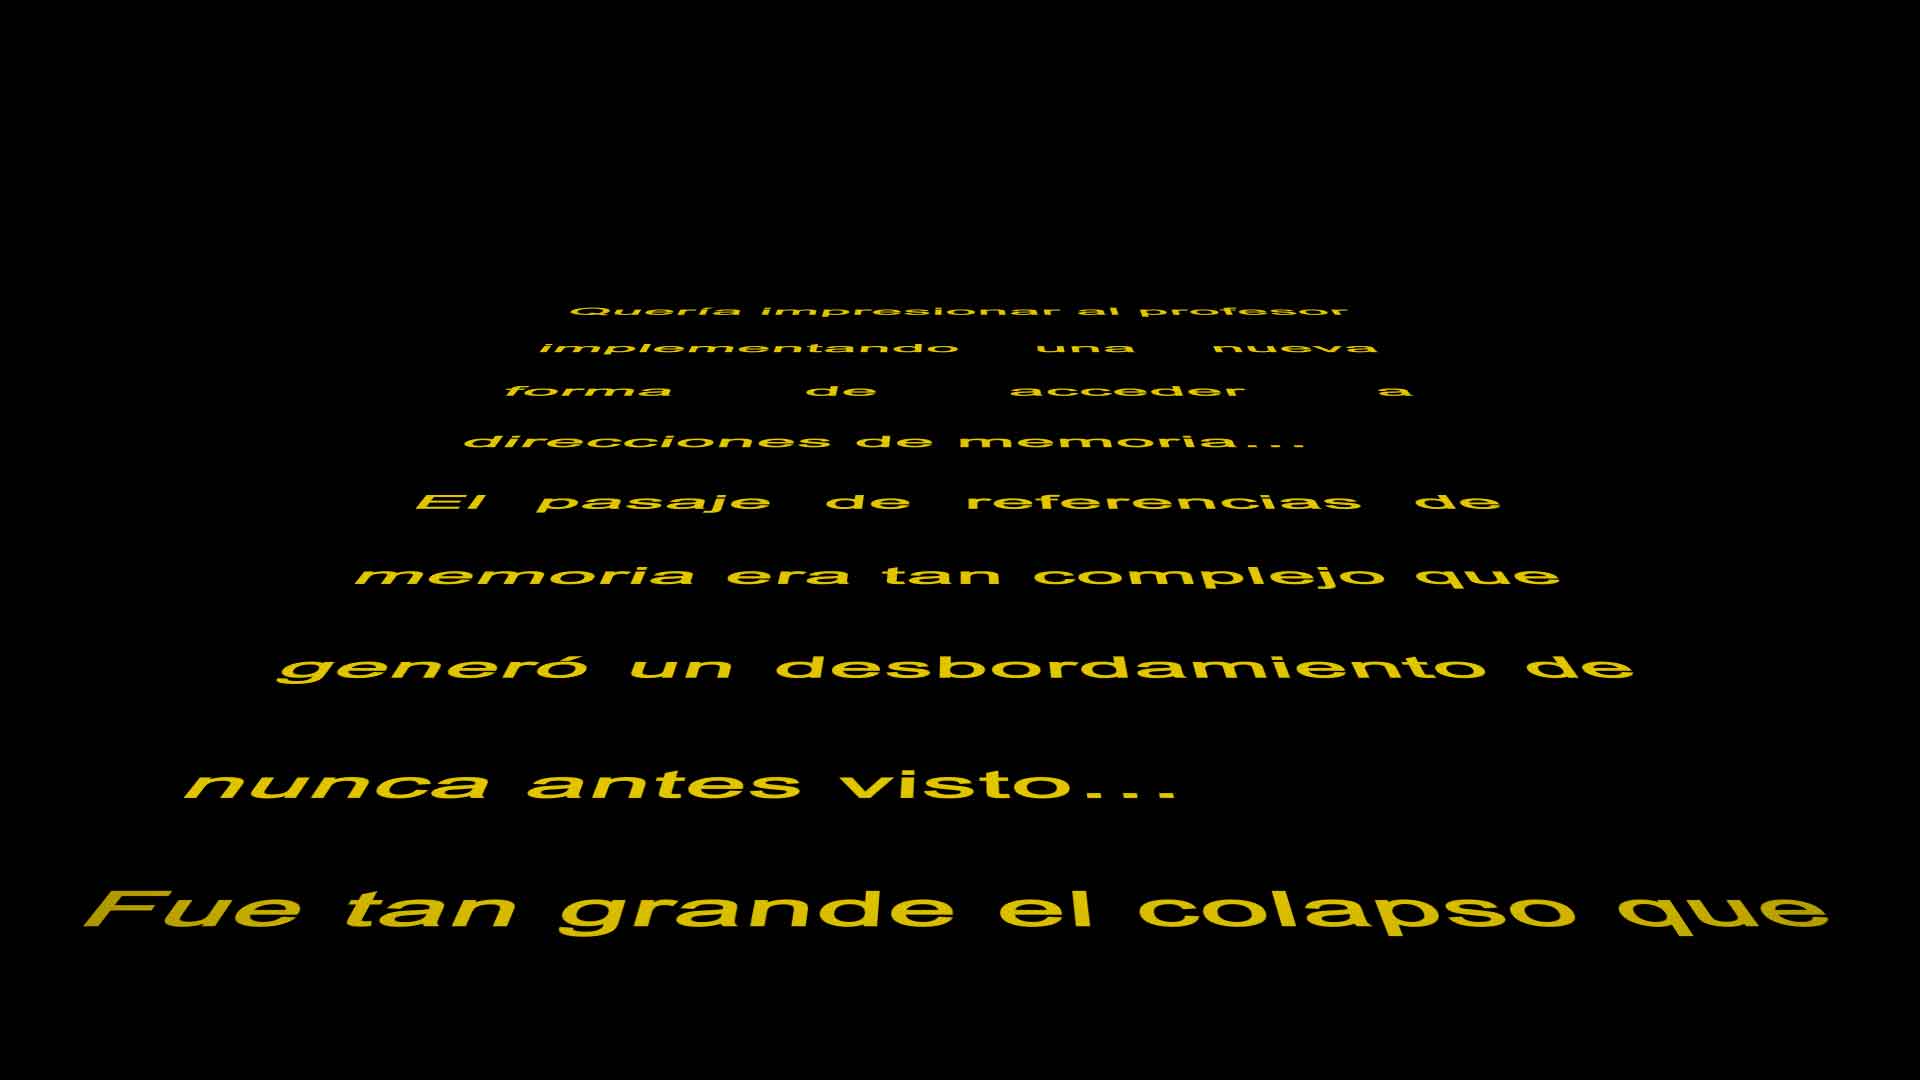 Quería impresionar al profesor
implementando una nueva
forma de acceder a
direcciones de memoria...
El pasaje de referencias de
memoria era tan complejo que
generó un desbordamiento de
nunca antes visto...
Fue tan grande el colapso que